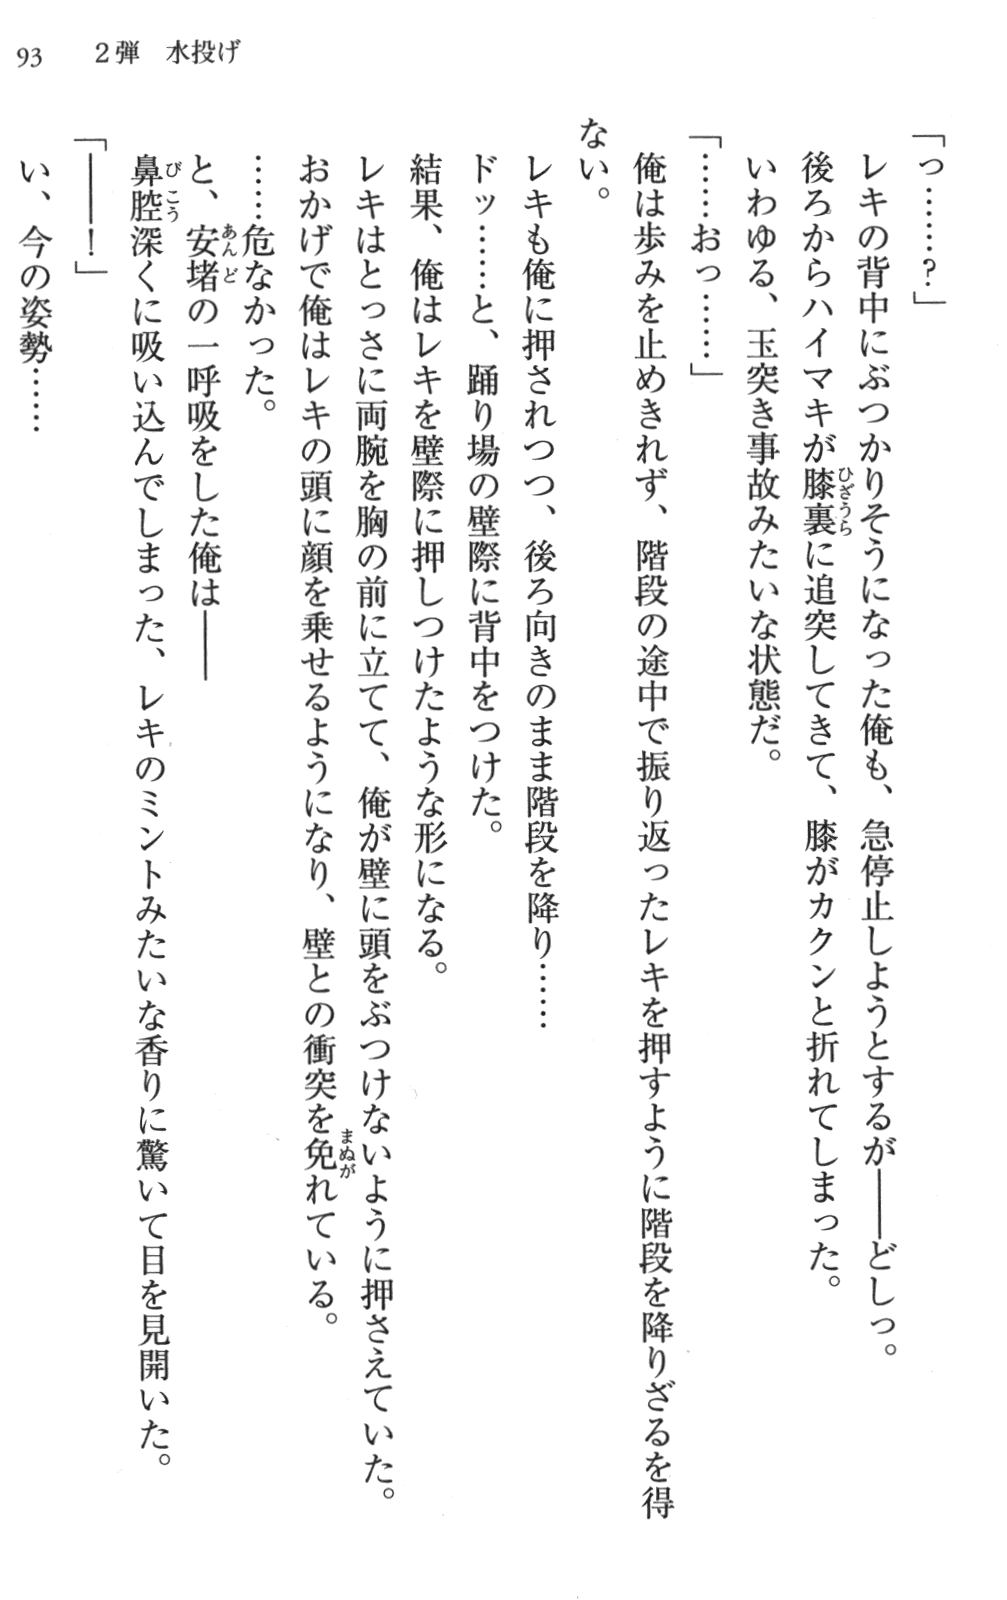 93　2弾　水投げ
「っ……?」
レキの背中にぶつかりそうになった俺も、急停止しようとするが――どしっ。
後ろからハイマキが膝裏に追突してきて、膝がカクンと折れてしまった。
いわゆる、玉突き事故みたいな状態だ。
「……おっ……」
俺は歩みを止めきれず、階段の途中で振り返ったレキを押すように階段を降りざるを得
ない。
レキも俺に押されつつ、後ろ向きのまま階段を降り……
ドッ……と、踊り場の壁際に背中をつけた。
結果、俺はレキを壁際に押しつけたような形になる。
レキはとっさに両腕を胸の前に立てて、俺が壁に頭をぶつけないように押さえていた。
おかげで俺はレキの頭に顔を乗せるようになり、壁との衝突を免れている。
……危なかった。
と、安堵の一呼吸をした俺は――
鼻腔深くに吸い込んでしまった、レキのミントみたいな香りに驚いて目を見開いた。
「――!」
い、今の姿勢……